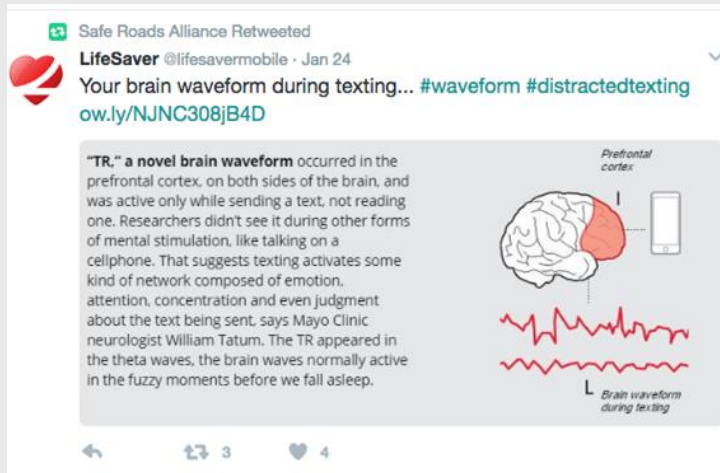 Safe Roads Alliance Retweeted
LifeSaver @lifesavermobile · Jan 24
Your brain waveform during texting... #waveform #distractedtexting
ow.ly/NJNC308jB4D
"TR," a novel brain waveform occurred in the
prefrontal cortex, on both sides of the brain, and
was active only while sending a text, not reading
one. Researchers didn't see it during other forms
of mental stimulation, like talking on a
cellphone. That suggests texting activates some
kind of network composed of emotion,
attention, concentration and even judgment
about the text being sent, says Mayo Clinic
neurologist William Tatum. The TR appeared in
the theta waves, the brain waves normally active
in the fuzzy moments before we fall asleep.
Prefrontal
cortex
Brain waveform
during texting
3 4